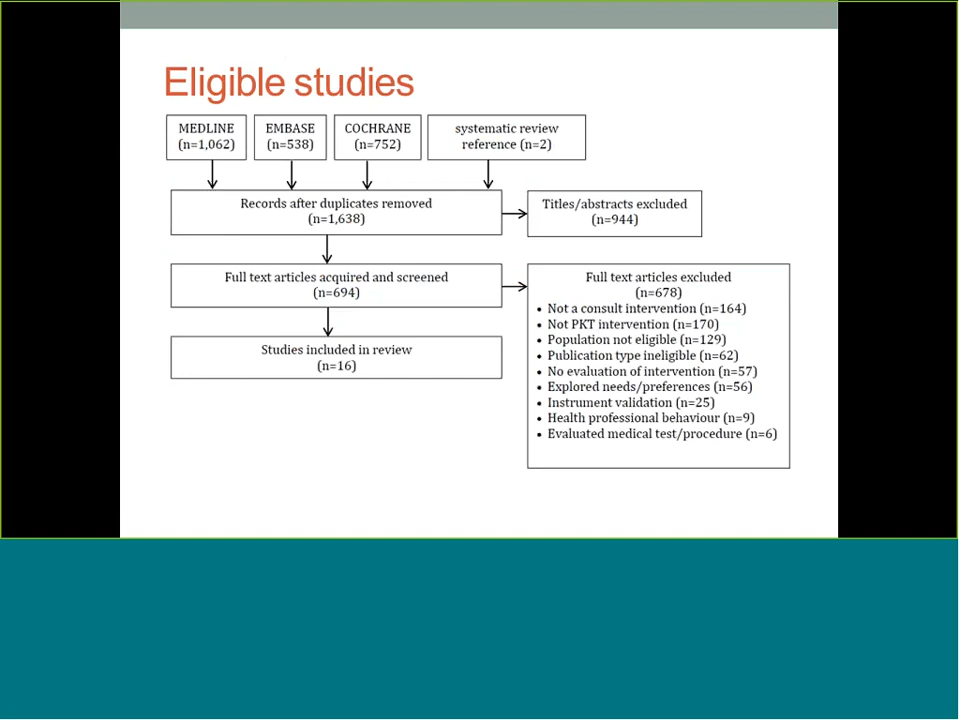 Eligible studies
MEDLINE
(n=1,062)
EMBASE
(n=538)
COCHRANE
(n=752)
systematic review
reference (n=2)
Records after duplicates removed
(n=1,638)
Titles/abstracts excluded
(n=944)
Full text articles acquired and screened
(n=694)
Full text articles excluded
(n=678)
• Not a consult intervention (n=164)
• Not PKT intervention (n=170)
• Population not eligible (n=129)
• Publication type ineligible (n=62)
• No evaluation of intervention (n=57)
• Explored needs/preferences (n=56)
• Instrument validation (n=25)
• Health professional behaviour (n=9)
• Evaluated medical test/procedure (n=6)
Studies included in review
(n=16)